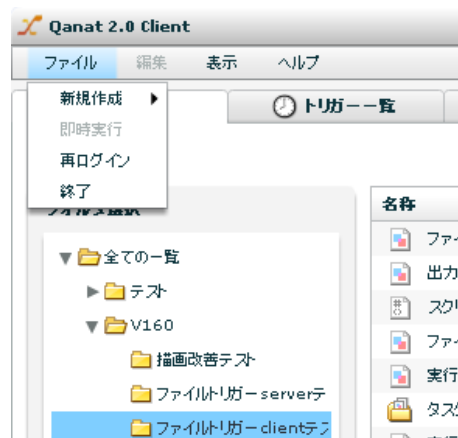 Qanat 2.0 Client
ファイル 編集 表示 ヘルプ
新規作成
即時実行
再ログイン
終了
トリガー一覧
フォルダ選択
全ての一覧
テスト
V160
描画改善テスト
ファイルトリガーserverテ
ファイルトリガーclientテス
名称
ファイ
出力
スクリ
ファイ
実行
タスク